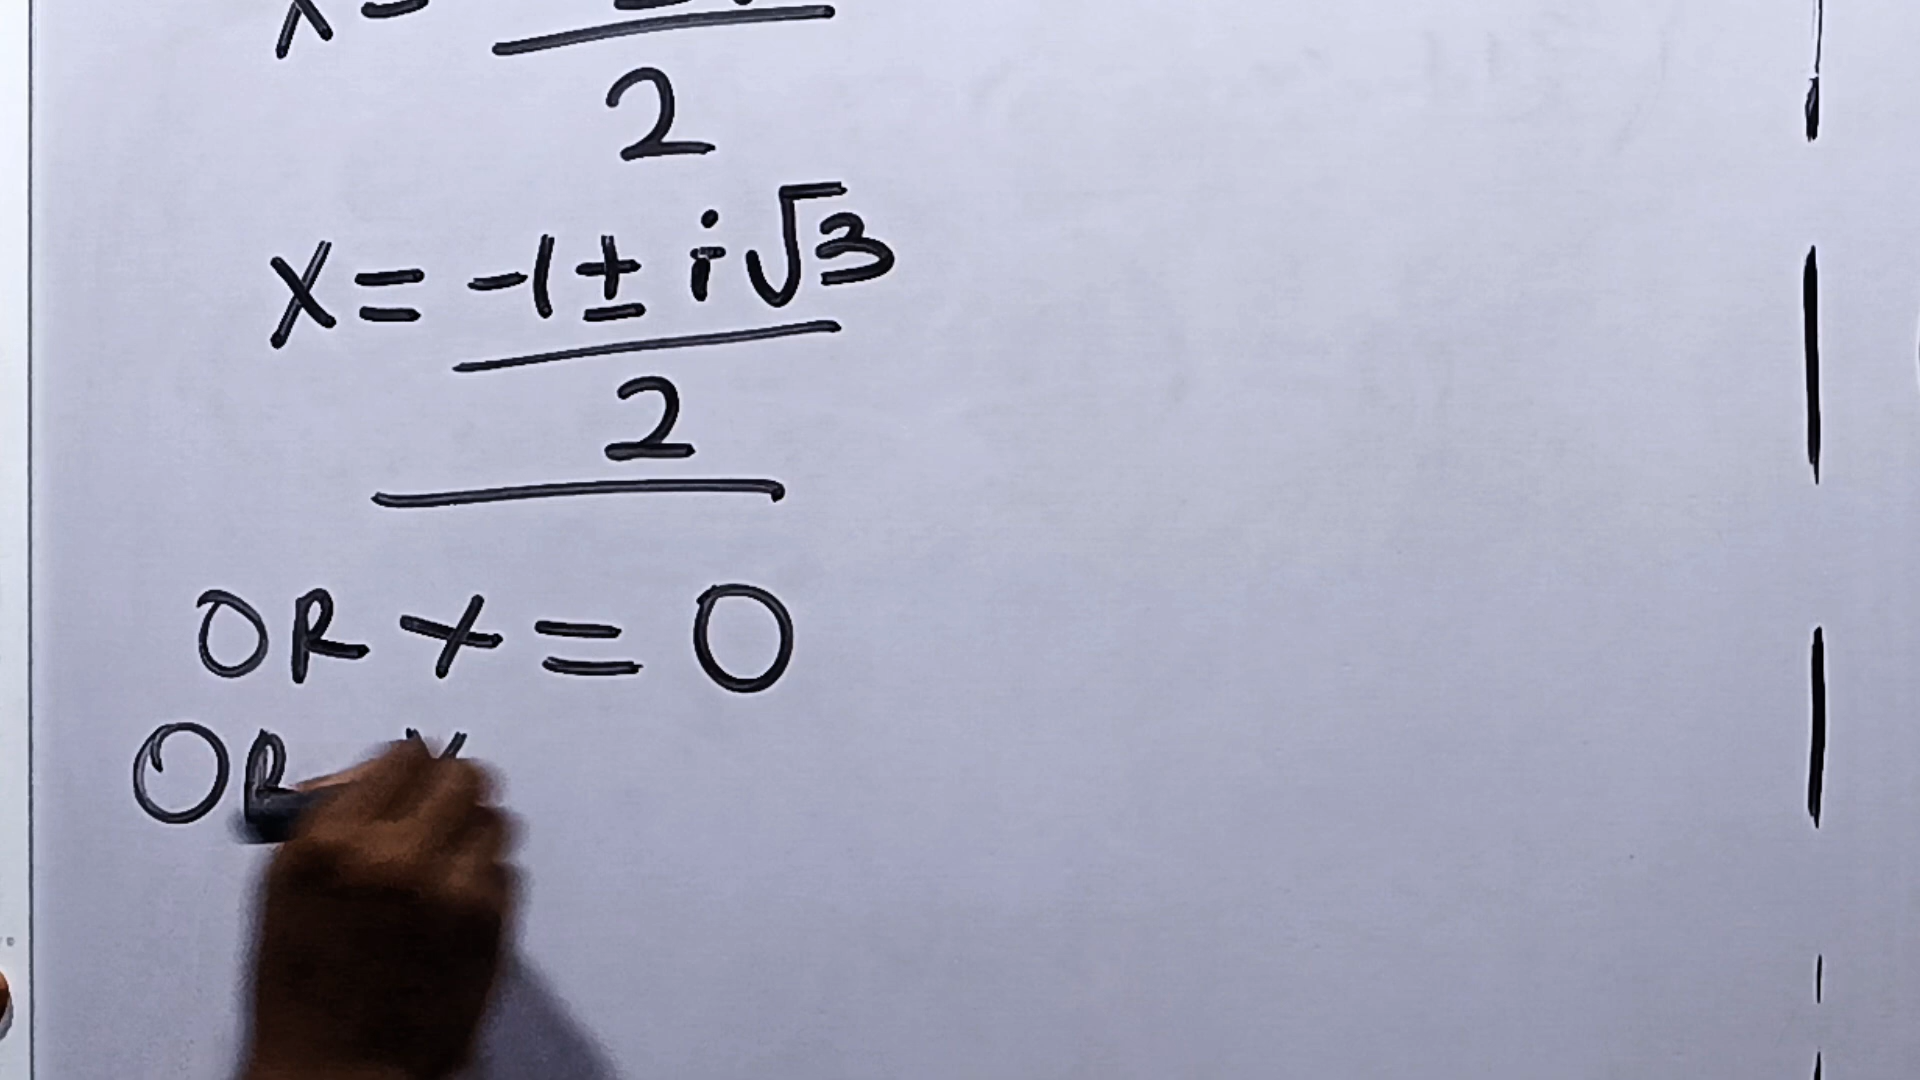 x=
2
x = -1 ± i√3
2
OR x = 0
OR x